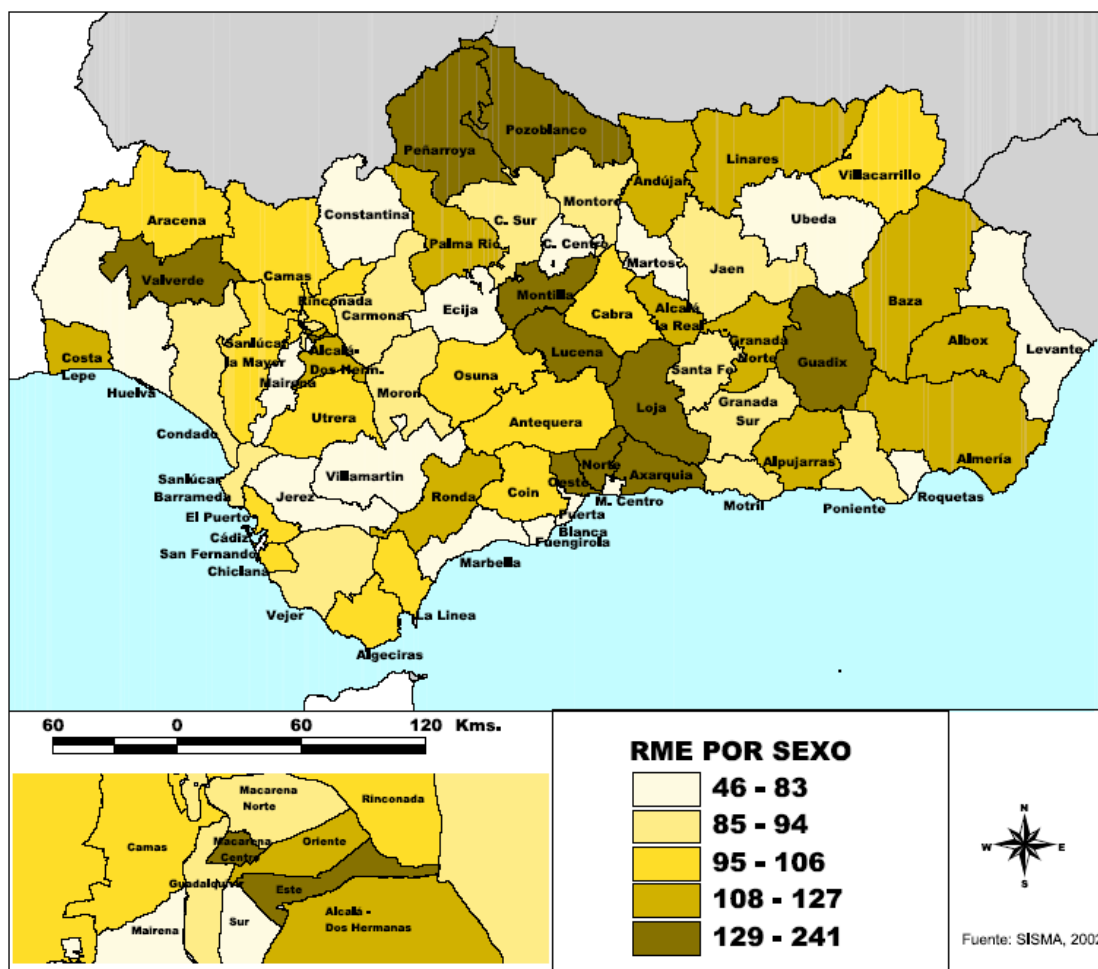 Pozoblanco
Peñarroya
Linares
Andújar
Villacarrillo
Montoro
Aracena
Constantina
C. Sur
Ubeda
Palma Rio
C. Centro
Martos
Jaen
Valverde
Camas
Montilla
Baza
Rinconada
Carmona
Ecija
Cabra
Alcalá
la Real
Granada
Norte
Albox
Sanlúcar
la Mayor
Alcalá-
Dos Herm.
Costa
Lepe
Mairena
Lucena
Levante
Guadix
Santa Fe
Osuna
Huelva
Moron
Loja
Granada
Sur
Utrera
Antequera
Condado
Alpujarras
Almería
Sanlúcar
Barrameda
Villamartin
Norte
Oeste
Axarquia
Jerez
Ronda
Coin
M. Centro
Motril
Poniente
Roquetas
El Puerto
Puerta
Blanca
Cádiz
Fuengirola
San Fernando
Marbella
Chiclana
Vejer
La Linea
Algeciras
60 0 60 120 Kms.
RME POR SEXO
46 - 83
85 - 94
95 - 106
108 - 127
129 - 241
N
W E
S
Fuente: SISMA, 2002
Macarena
Norte
Rinconada
Camas
Macarena
Centro
Oriente
Guadalquivir
Este
Mairena
Sur
Alcalá -
Dos Hermanas